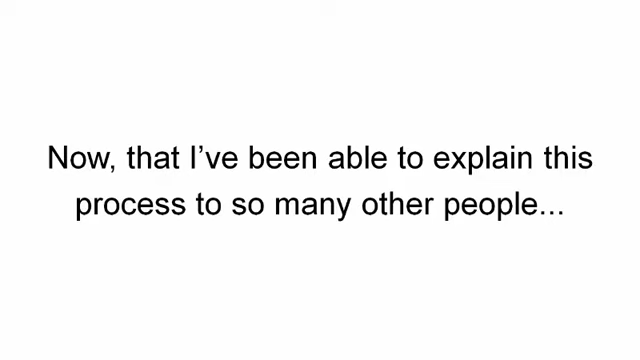 Now, that I’ve been able to explain this
process to so many other people...